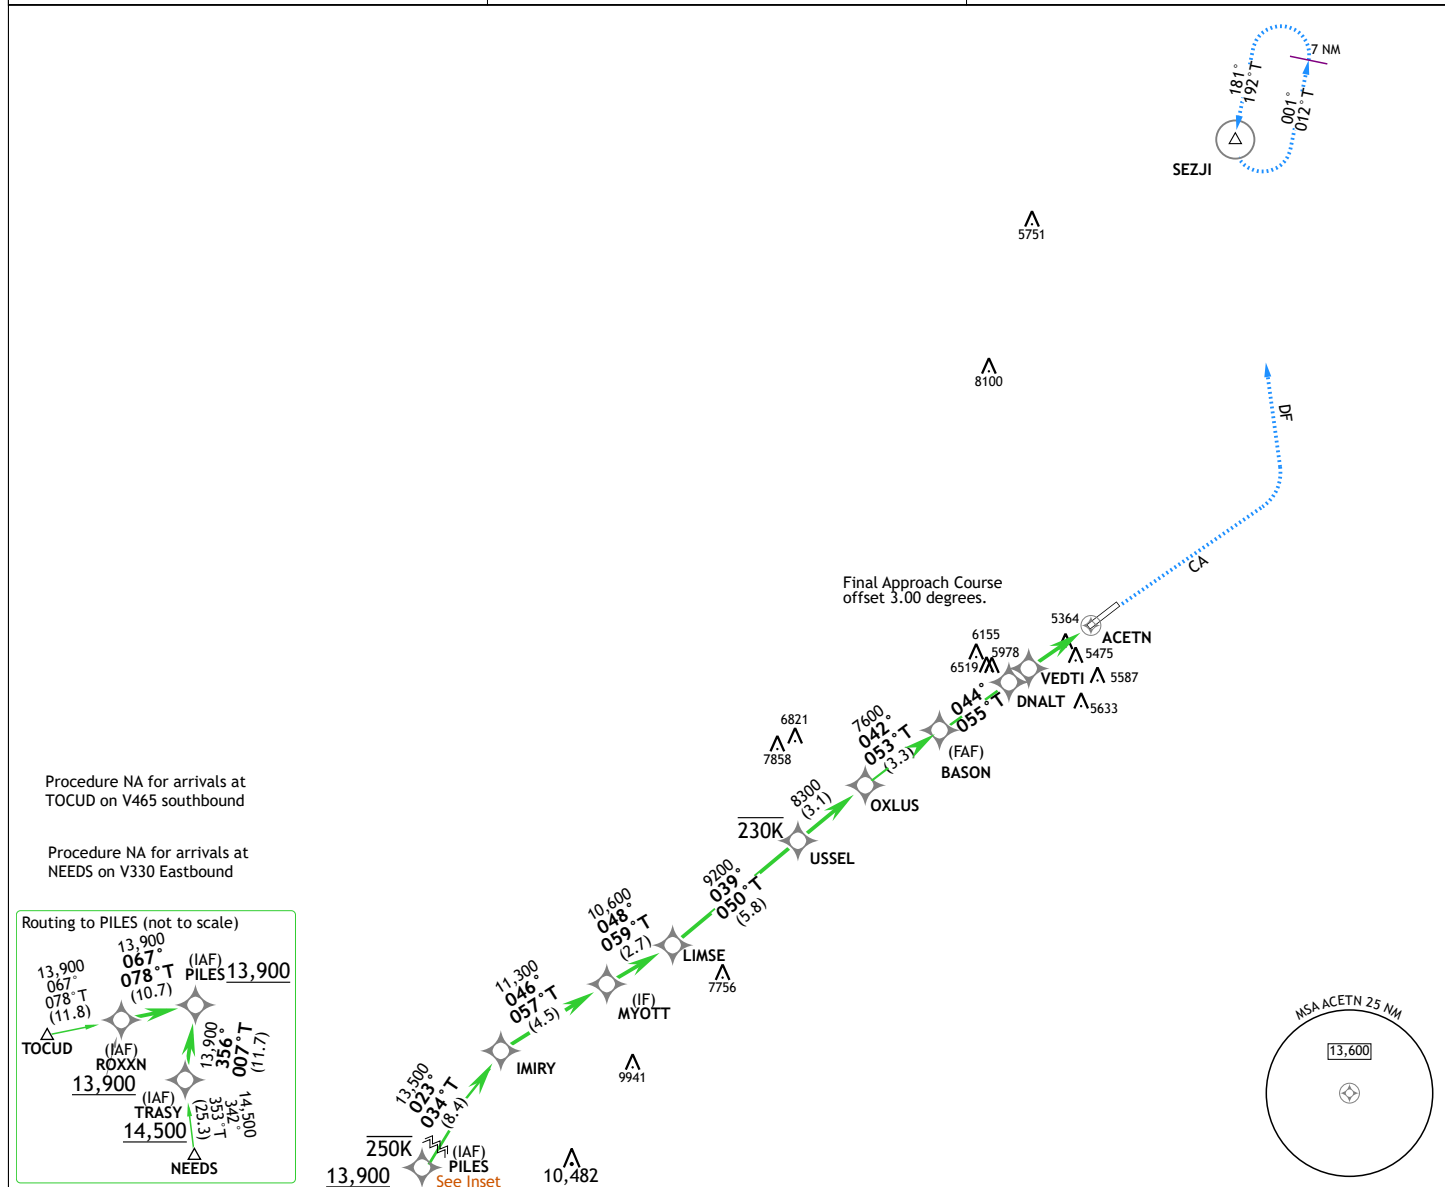 7 NM
181°
192°T
001°
012°T
SEZJI
5751
8100
DF
CA
Final Approach Course
offset 3.00 degrees.
5364
ACETN
6155
5978
6519
5475
VEDTI
5587
DNALT
5633
044°
055°T
7600
042°
053°T
(3.3)
(FAF)
BASON
6821
7858
OXLUS
8300
(3.1)
230K
USSEL
Procedure NA for arrivals at
TOCUD on V465 southbound
Procedure NA for arrivals at
NEEDS on V330 Eastbound
9200
039°
050°T
(5.8)
10,600
048°
059°T
(2.7)
LIMSE
7756
11,300
046°
057°T
(4.5)
(IF)
MYOTT
IMIRY
9941
13,500
023°
034°T
(8.4)
250K
(IAF)
PILES
13,900
See Inset
10,482
Routing to PILES (not to scale)
13,900
067°
078°T
(10.7)
(IAF)
PILES
13,900
13,900
067°
078°T
(11.8)
TOCUD
(IAF)
ROXXN
13,900
13,900
356°
007°T
(11.7)
(IAF)
TRASY
14,500
14,500
342°
353°T
(25.3)
NEEDS
MSA ACETN 25 NM
13,600